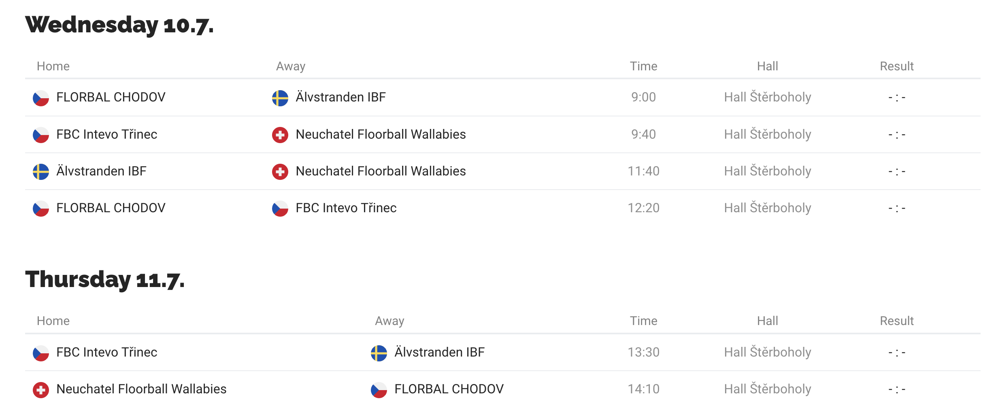 Wednesday 10.7.
Home Away Time Hall Result
FLORBAL CHODOV Älvstranden IBF 9:00 Hall Štěrboholy - : -
FBC Intevo Třinec Neuchatel Floorball Wallabies 9:40 Hall Štěrboholy - : -
Älvstranden IBF Neuchatel Floorball Wallabies 11:40 Hall Štěrboholy - : -
FLORBAL CHODOV FBC Intevo Třinec 12:20 Hall Štěrboholy - : -
Thursday 11.7.
Home Away Time Hall Result
FBC Intevo Třinec Älvstranden IBF 13:30 Hall Štěrboholy - : -
Neuchatel Floorball Wallabies FLORBAL CHODOV 14:10 Hall Štěrboholy - : -